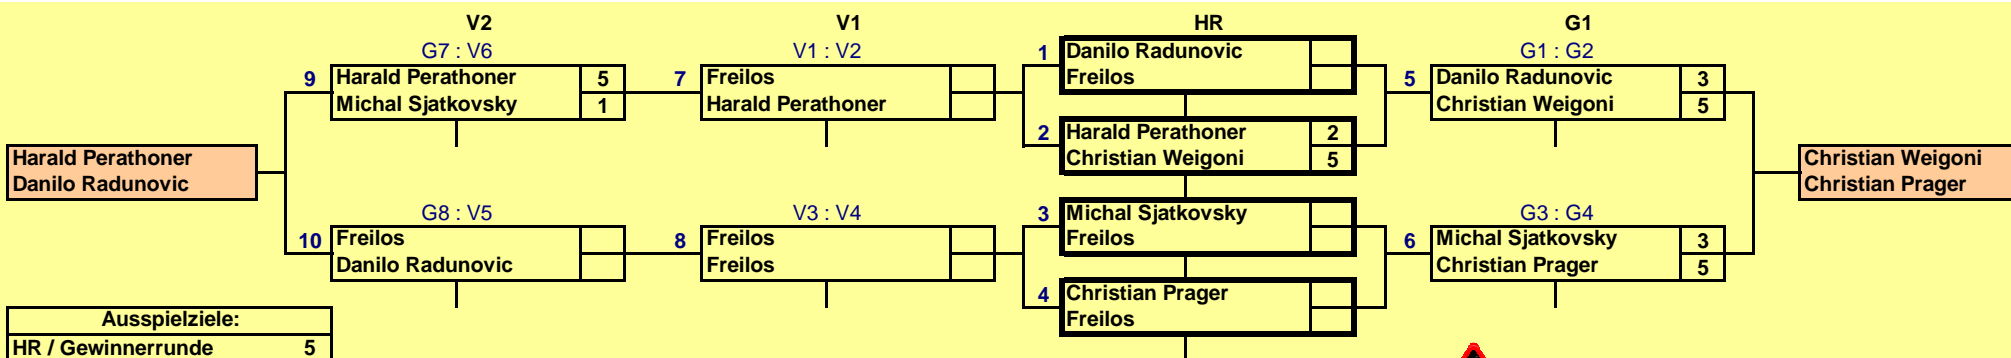 V2 V1 HR G1
G7 : V6 V1 : V2 G1 : G2
1 Danilo Radunovic
Freilos
9 Harald Perathoner 5
Michal Sjatkovsky 1
7 Freilos
Harald Perathoner
5 Danilo Radunovic 3
Christian Weigoni 5
2 Harald Perathoner 2
Christian Weigoni 5
Harald Perathoner
Danilo Radunovic
Christian Weigoni
Christian Prager
G8 : V5 V3 : V4 G3 : G4
3 Michal Sjatkovsky
Freilos
10 Freilos
Danilo Radunovic
8 Freilos
Freilos
6 Michal Sjatkovsky 3
Christian Prager 5
4 Christian Prager
Freilos
Ausspielziele:
HR / Gewinnerrunde 5